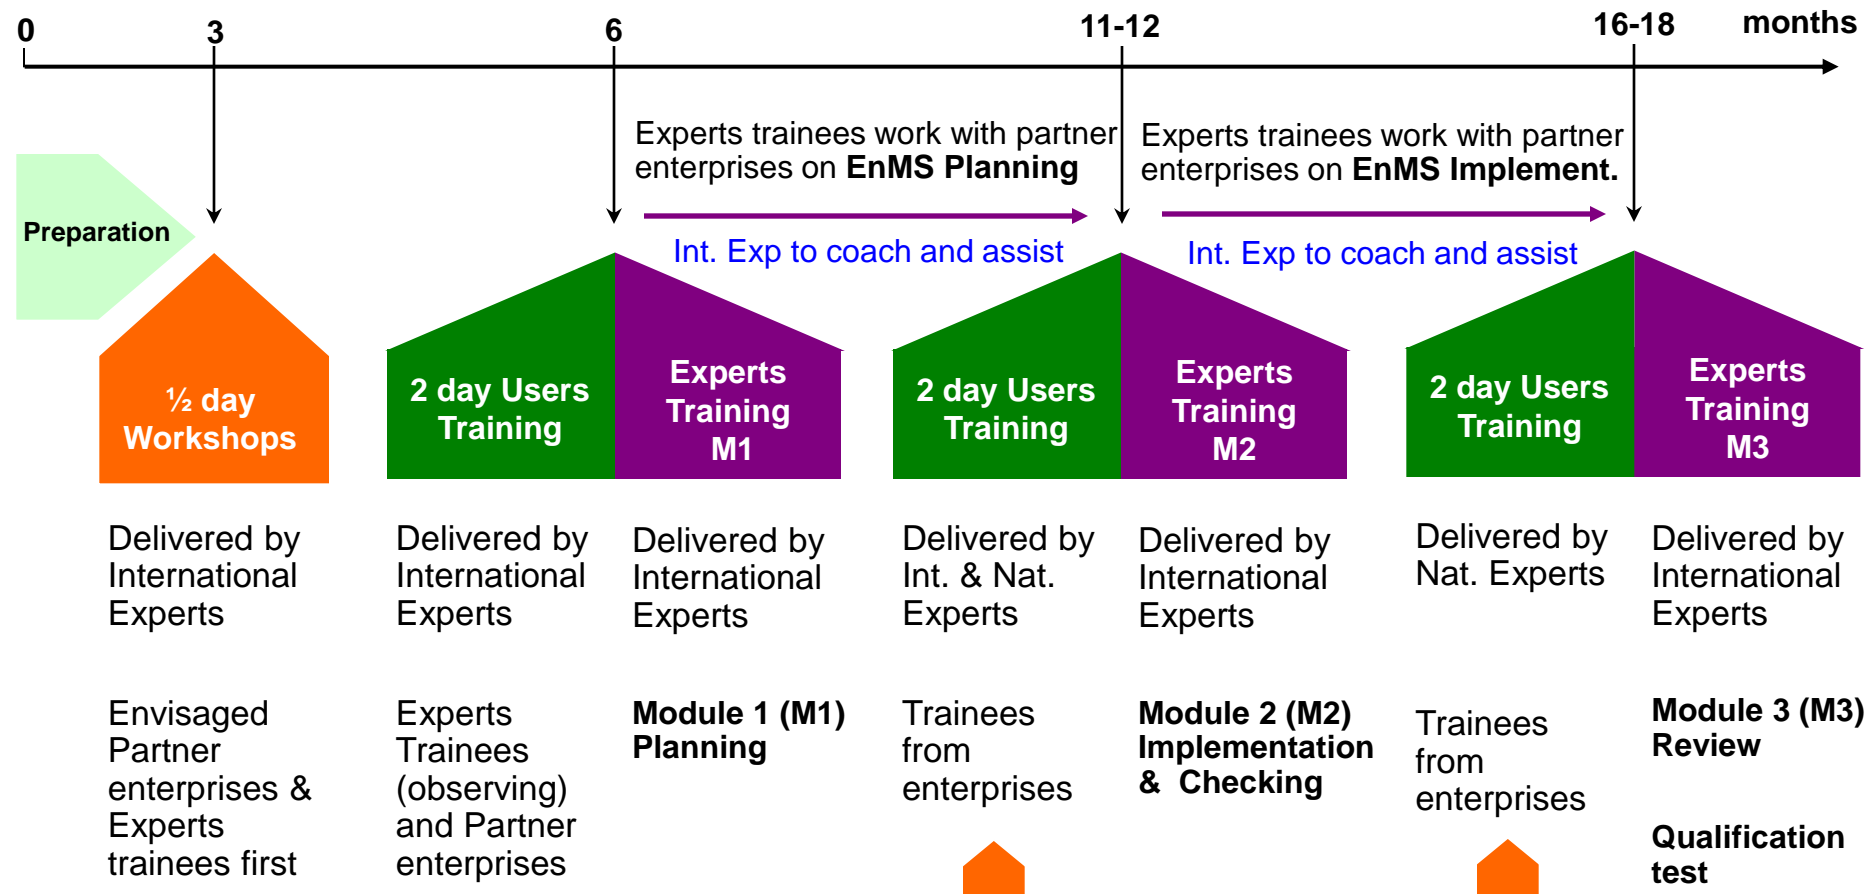 0
3
6
11-12
16-18
months
Experts trainees work with partner
enterprises on EnMS Planning
Experts trainees work with partner
enterprises on EnMS Implement.
Preparation
Int. Exp to coach and assist
Int. Exp to coach and assist
½ day
Workshops
2 day Users
Training
Experts
Training
M1
2 day Users
Training
Experts
Training
M2
2 day Users
Training
Experts
Training
M3
Delivered by
International
Experts
Delivered by
International
Experts
Delivered by
International
Experts
Delivered by
Int. & Nat.
Experts
Delivered by
International
Experts
Delivered by
Nat. Experts
Delivered by
International
Experts
Envisaged
Partner
enterprises &
Experts
trainees first
Experts
Trainees
(observing)
and Partner
enterprises
Module 1 (M1)
Planning
Trainees
from
enterprises
Module 2 (M2)
Implementation
& Checking
Trainees
from
enterprises
Module 3 (M3)
Review
Qualification
test